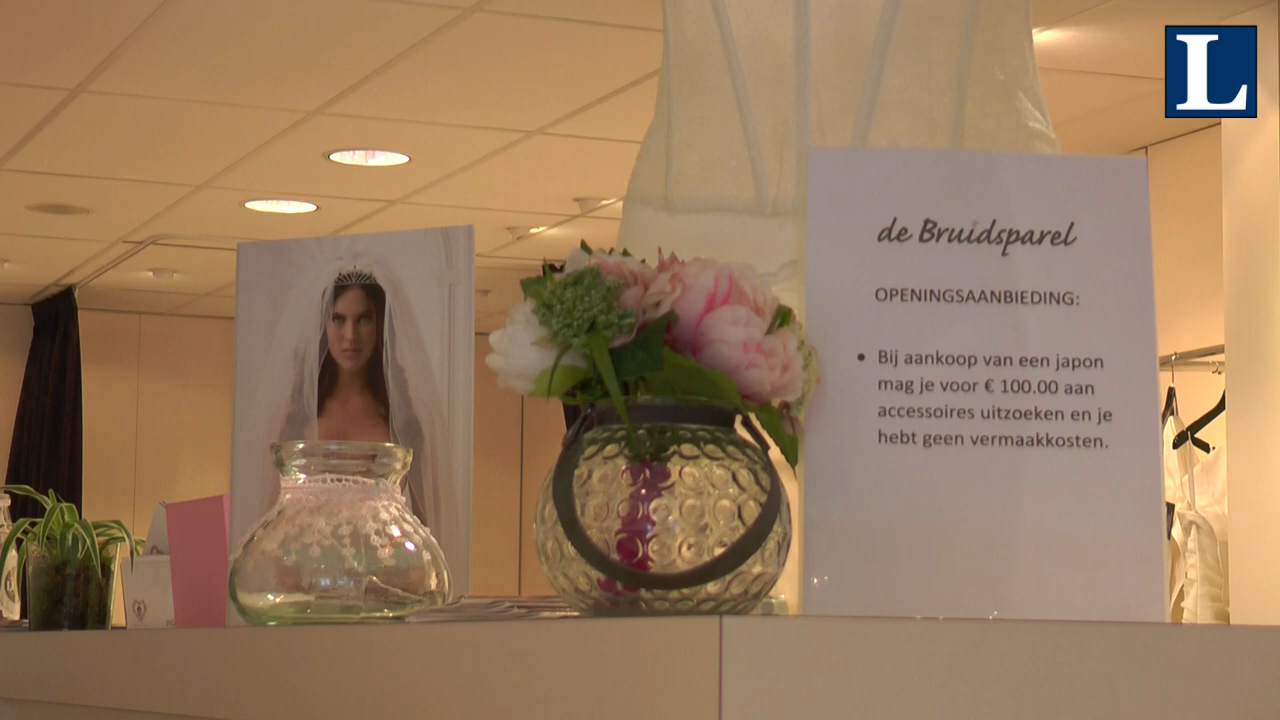 L
de Bruidsparel
OPENINGSAANBIEDING:
• Bij aankoop van een japon
mag je voor € 100.00 aan
accessoires uitzoeken en je
hebt geen vermaakkosten.